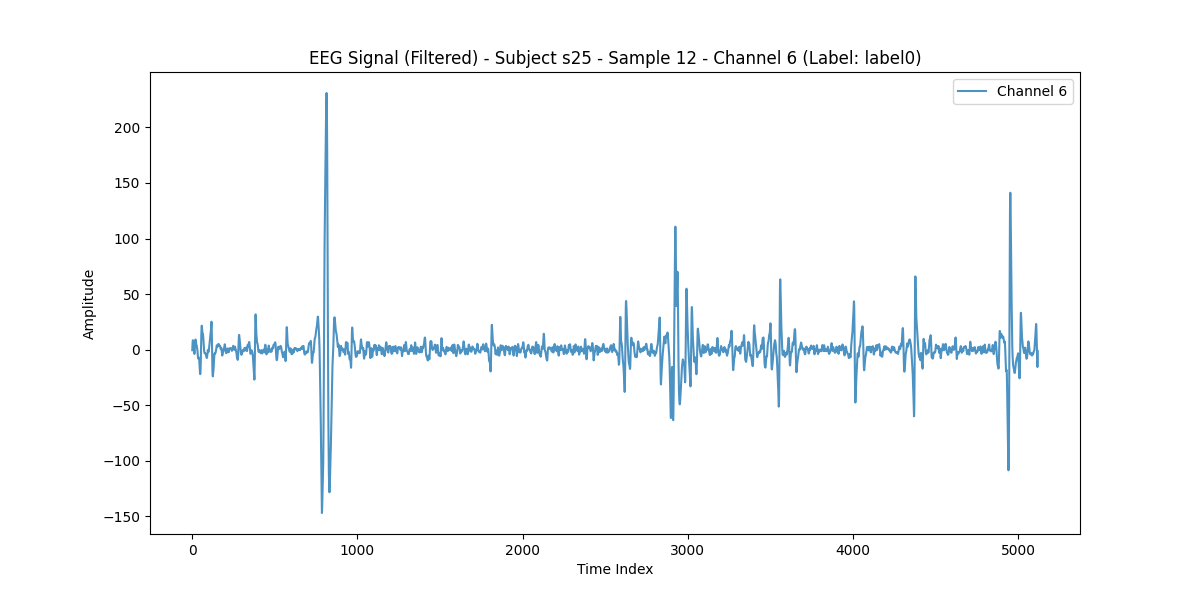 EEG Signal (Filtered) - Subject s25 - Sample 12 - Channel 6 (Label: label0)
Channel 6
200
150
100
50
0
−50
−100
−150
Amplitude
0 1000 2000 3000 4000 5000
Time Index